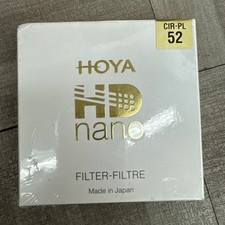 CIR-PL
52
HOYA
HD
nano
FILTER-FILTRE
Made in Japan